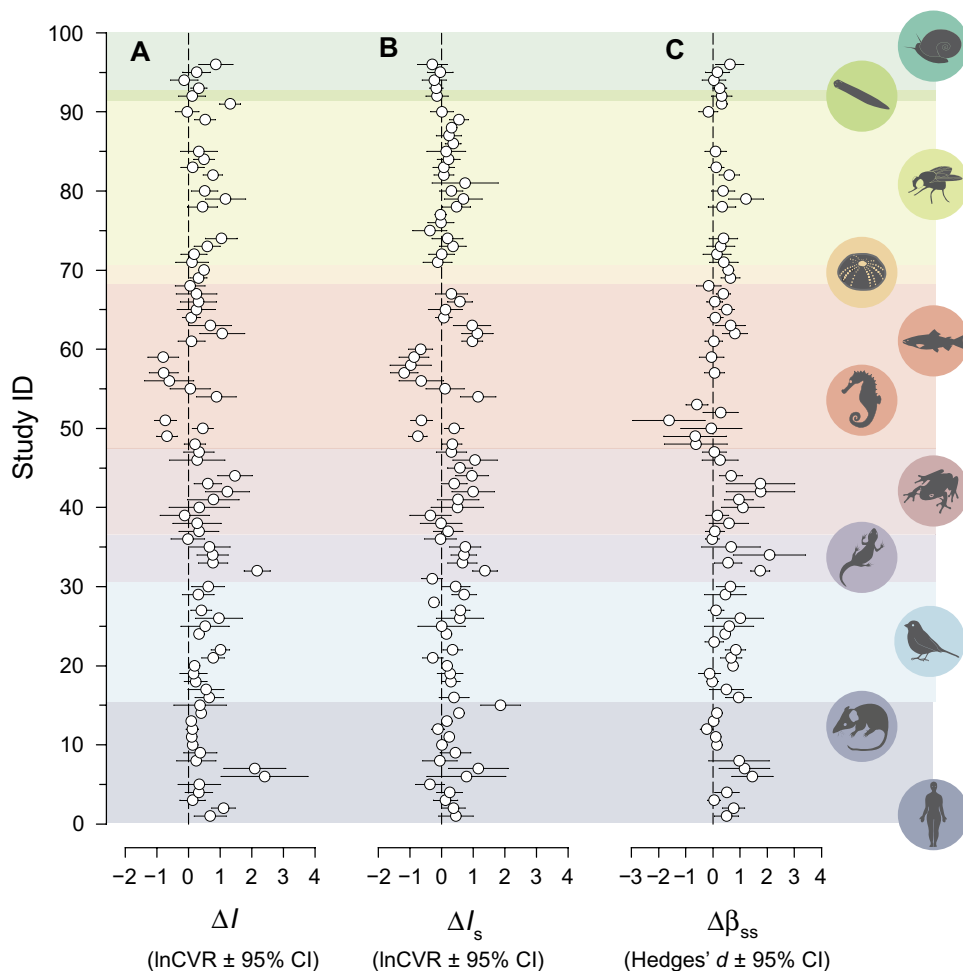 A B C
100
90
80
70
60
50
40
30
20
10
0
Study ID
−2 −1 0 1 2 3 4 −2 −1 0 1 2 3 4 −3 −2 −1 0 1 2 3 4
ΔI ΔIs Δβss
(lnCVR ± 95% CI) (lnCVR ± 95% CI) (Hedges' d ± 95% CI)